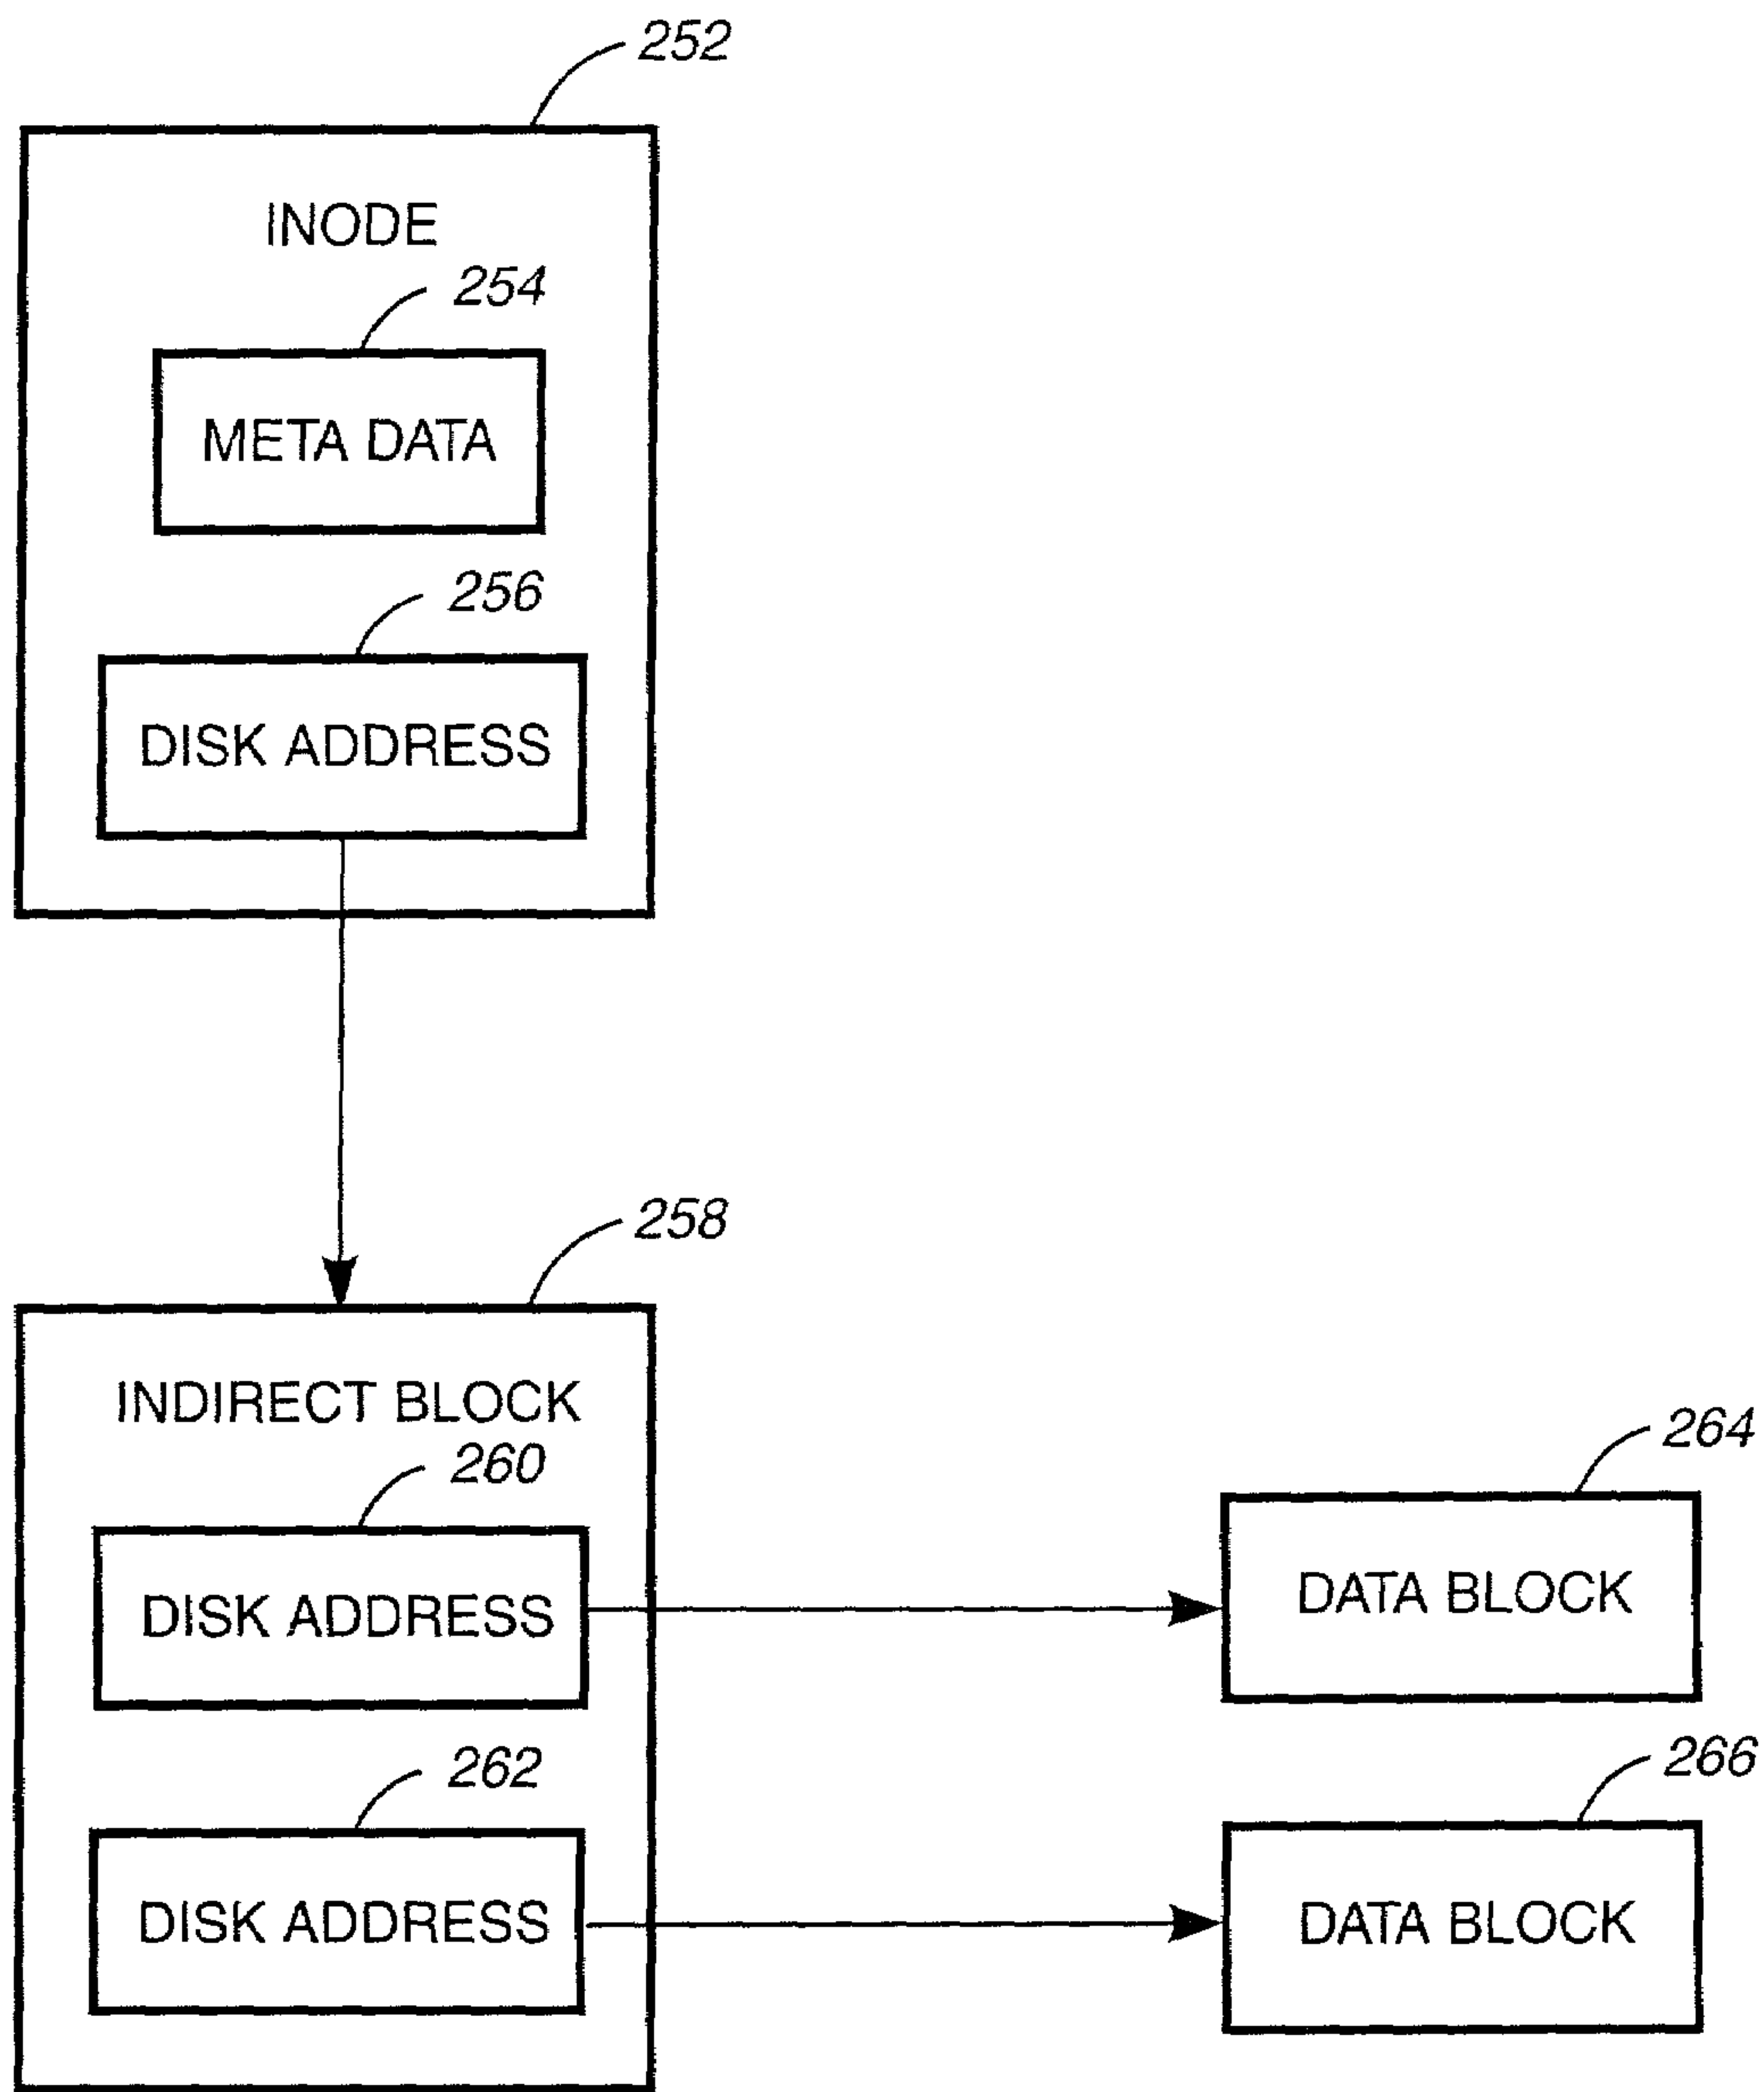 252
INODE
254
META DATA
256
DISK ADDRESS
258
INDIRECT BLOCK
260
DISK ADDRESS
264
DATA BLOCK
262
DISK ADDRESS
266
DATA BLOCK